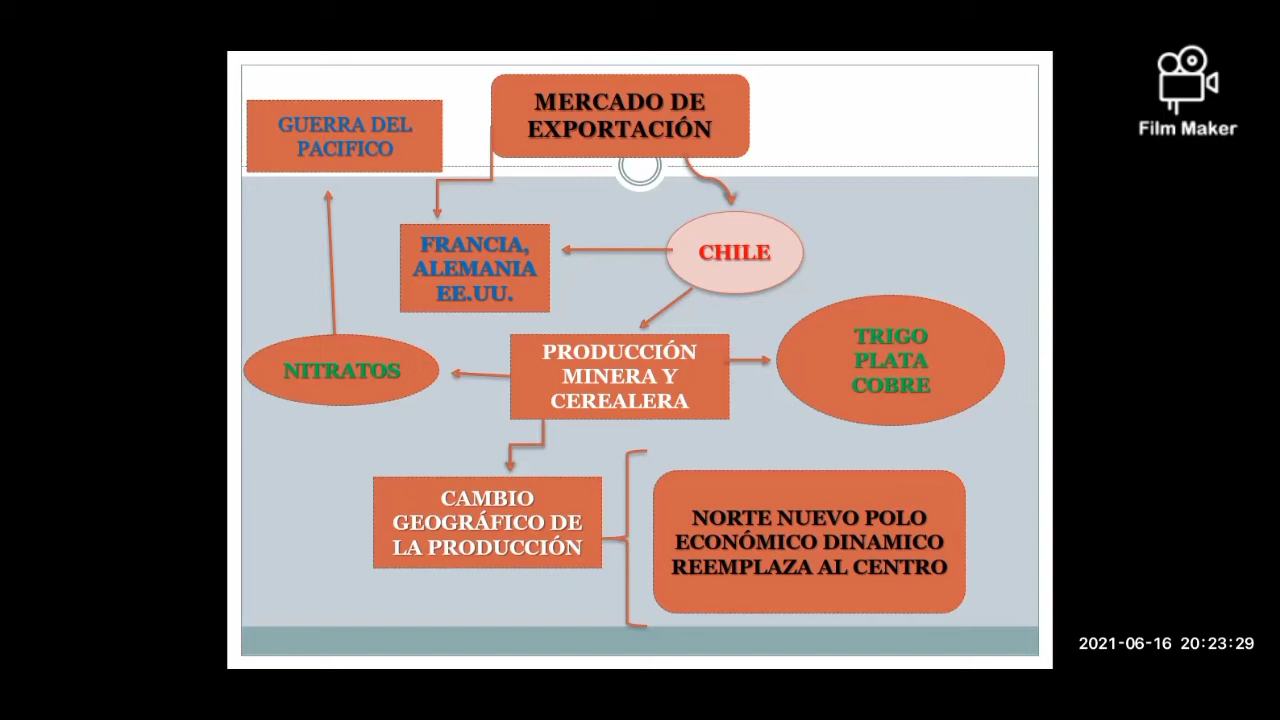 MERCADO DE
EXPORTACIÓN
GUERRA DEL
PACIFICO
Film Maker
FRANCIA,
ALEMANIA
EE.UU.
CHILE
NITRATOS
PRODUCCIÓN
MINERA Y
CEREALERA
TRIGO
PLATA
COBRE
CAMBIO
GEOGRÁFICO DE
LA PRODUCCIÓN
NORTE NUEVO POLO
ECONÓMICO DINAMICO
REEMPLAZA AL CENTRO
2021-06-16 20:23:29